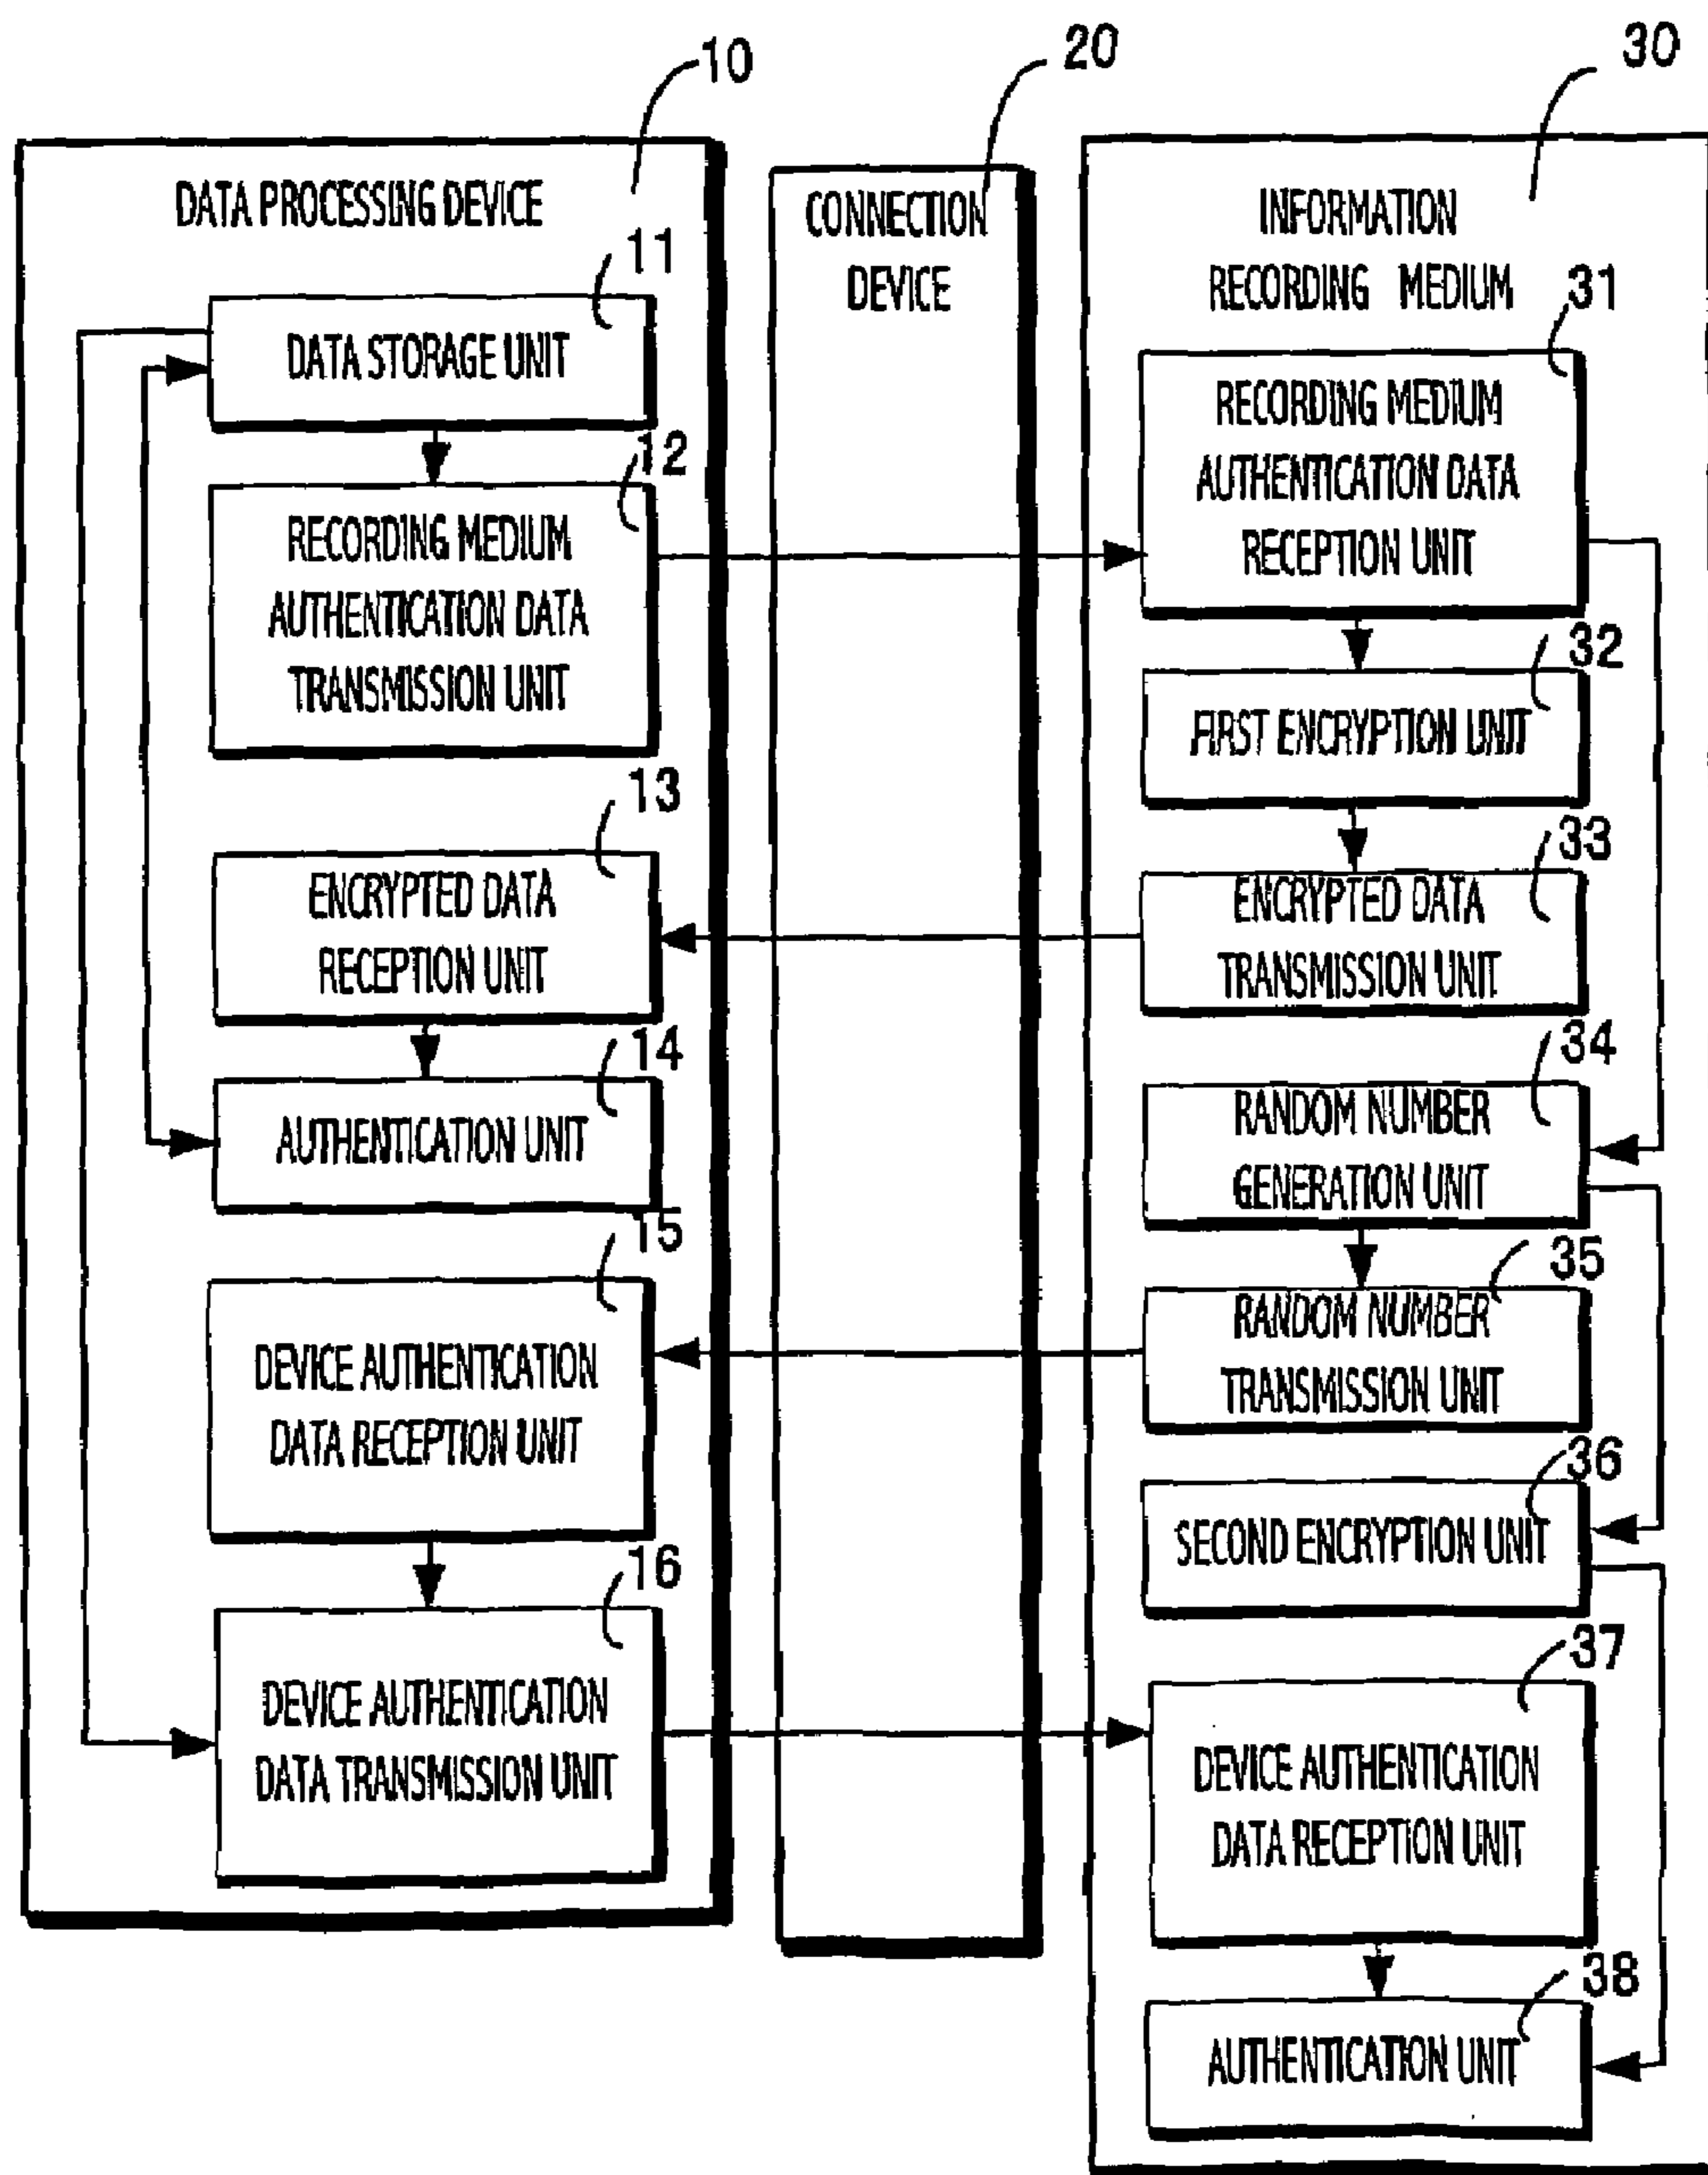 10
20
30
DATA PROCESSING DEVICE
11
DATA STORAGE UNIT
12
RECORDING MEDIUM
AUTHENTICATION DATA
TRANSMISSION UNIT
13
ENCRYPTED DATA
RECEPTION UNIT
14
AUTHENTICATION UNIT
15
DEVICE AUTHENTICATION
DATA RECEPTION UNIT
16
DEVICE AUTHENTICATION
DATA TRANSMISSION UNIT
CONNECTION
DEVICE
INFORMATION
RECORDING MEDIUM
31
RECORDING MEDIUM
AUTHENTICATION DATA
RECEPTION UNIT
32
FIRST ENCRYPTION UNIT
33
ENCRYPTED DATA
TRANSMISSION UNIT
34
RANDOM NUMBER
GENERATION UNIT
35
RANDOM NUMBER
TRANSMISSION UNIT
36
SECOND ENCRYPTION UNIT
37
DEVICE AUTHENTICATION
DATA RECEPTION UNIT
38
AUTHENTICATION UNIT